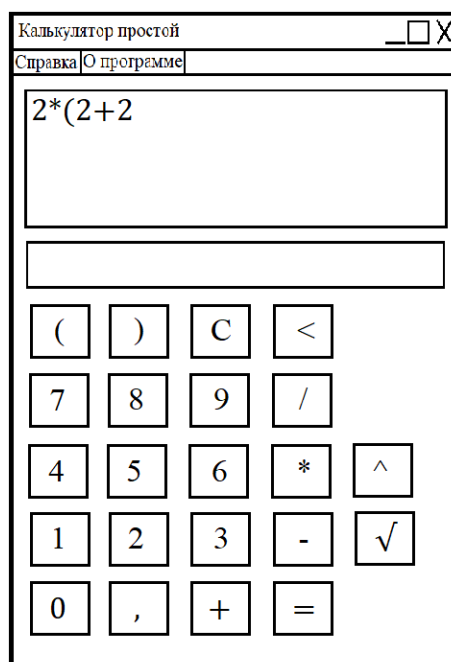 Калькулятор простой
Справка О программе
2*(2+2
( ) C <
7 8 9 /
4 5 6 * ^
1 2 3 - √
0 , + =